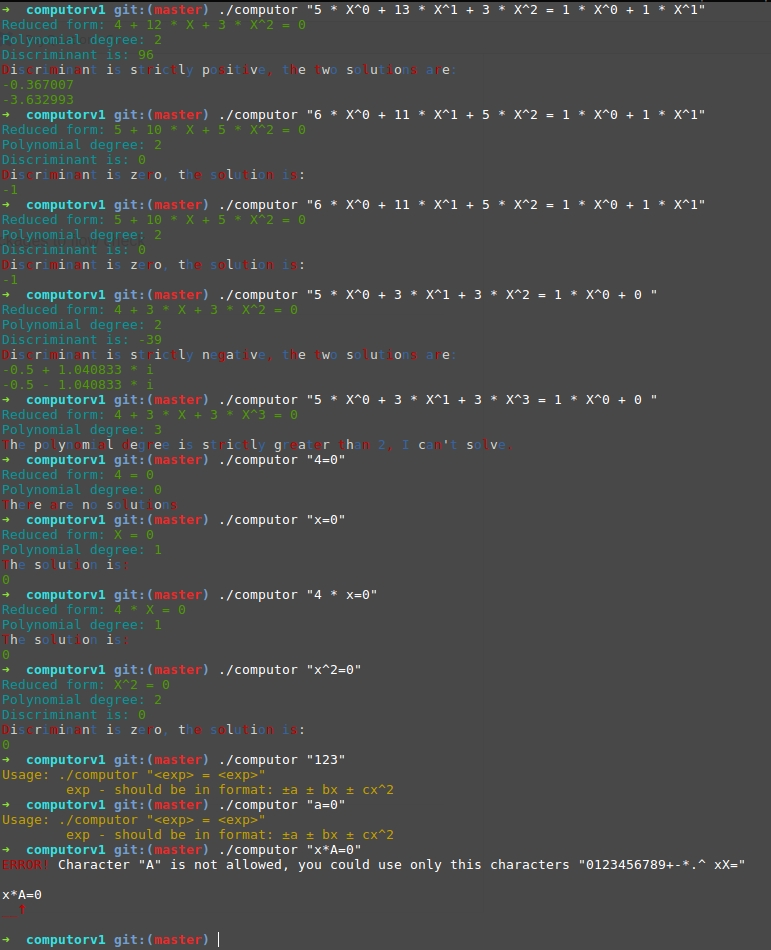 ➜  computorv1 git:(master) ./computor "5 * X^0 + 13 * X^1 + 3 * X^2 = 1 * X^0 + 1 * X^1"
Reduced form: 4 + 12 * X + 3 * X^2 = 0
Polynomial degree: 2
Discriminant is: 96
Discriminant is strictly positive, the two solutions are:
-0.367007
-3.632993
➜  computorv1 git:(master) ./computor "6 * X^0 + 11 * X^1 + 5 * X^2 = 1 * X^0 + 1 * X^1"
Reduced form: 5 + 10 * X + 5 * X^2 = 0
Polynomial degree: 2
Discriminant is: 0
Discriminant is zero, the solution is:
-1
➜  computorv1 git:(master) ./computor "6 * X^0 + 11 * X^1 + 5 * X^2 = 1 * X^0 + 1 * X^1"
Reduced form: 5 + 10 * X + 5 * X^2 = 0
Polynomial degree: 2
Discriminant is: 0
Discriminant is zero, the solution is:
-1
➜  computorv1 git:(master) ./computor "5 * X^0 + 3 * X^1 + 3 * X^2 = 1 * X^0 + 0 "
Reduced form: 4 + 3 * X + 3 * X^2 = 0
Polynomial degree: 2
Discriminant is: -39
Discriminant is strictly negative, the two solutions are:
-0.5 + 1.040833 * i
-0.5 - 1.040833 * i
➜  computorv1 git:(master) ./computor "5 * X^0 + 3 * X^1 + 3 * X^3 = 1 * X^0 + 0 "
Reduced form: 4 + 3 * X + 3 * X^3 = 0
Polynomial degree: 3
The polynomial degree is strictly greater than 2, I can't solve.
➜  computorv1 git:(master) ./computor "4=0"
Reduced form: 4 = 0
Polynomial degree: 0
There are no solutions
➜  computorv1 git:(master) ./computor "x=0"
Reduced form: X = 0
Polynomial degree: 1
The solution is:
0
➜  computorv1 git:(master) ./computor "4 * x=0"
Reduced form: 4 * X = 0
Polynomial degree: 1
The solution is:
0
➜  computorv1 git:(master) ./computor "x^2=0"
Reduced form: X^2 = 0
Polynomial degree: 2
Discriminant is: 0
Discriminant is zero, the solution is:
0
➜  computorv1 git:(master) ./computor "123"
Usage: ./computor "<exp> = <exp>"
        exp - should be in format: ±a ± bx ± cx^2
➜  computorv1 git:(master) ./computor "a=0"
Usage: ./computor "<exp> = <exp>"
        exp - should be in format: ±a ± bx ± cx^2
➜  computorv1 git:(master) ./computor "x*A=0"
ERROR! Character "A" is not allowed, you could use only this characters "0123456789+-*.^ xX="
x*A=0
__↑
➜  computorv1 git:(master)